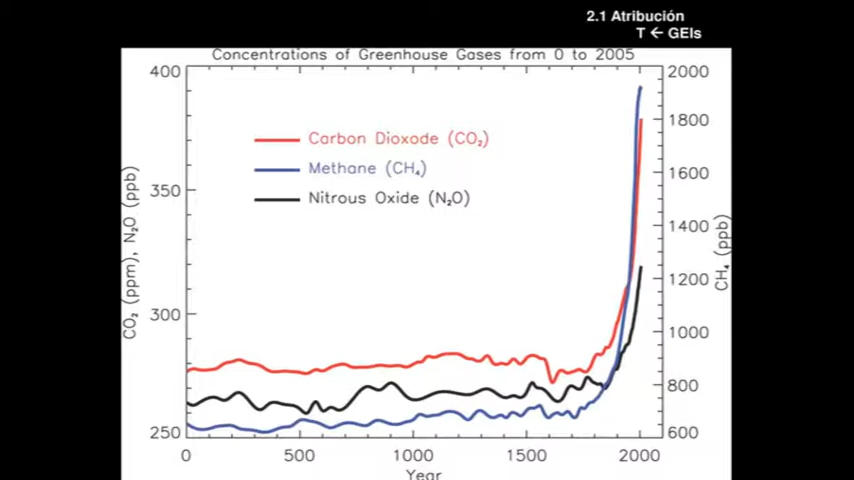 2.1 Atribución
T ← GEIs
Concentrations of Greenhouse Gases from 0 to 2005
400
350
300
250
2000
1800
1600
1400
1200
1000
800
600
Carbon Dioxode (CO₂)
Methane (CH₄)
Nitrous Oxide (N₂O)
CO₂ (ppm), N₂O (ppb)
CH₄ (ppb)
0 500 1000 1500 2000
Year